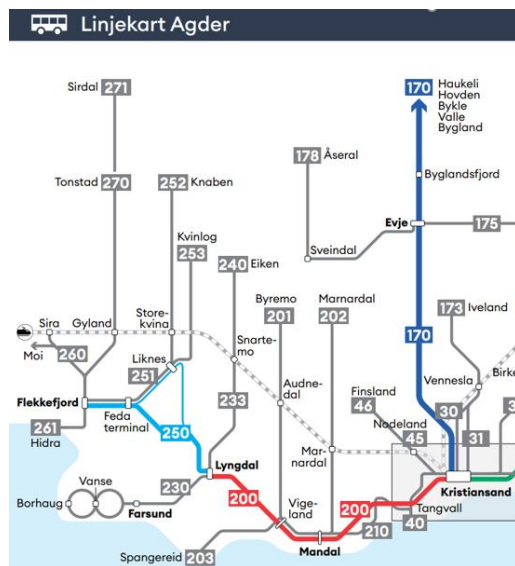 Linjekart Agder
Sirdal 271
170 Haukeli
Hovden
Bykle
Valle
Bygland
178 Åseral
Byglandsfjord
Tonstad 270
252 Knaben
Evje
175
Kvinlog
253
240 Eiken
Sveindal
Byremo
201
Marnardal
202
173 Iveland
Sira
Gyland
Store-
kvina
170
Moi
260
Liknes
251
Snarte-
mo
Vennesla
Birke
Finsland
46
Flekkefjord
Feda
terminal
233
Audne-
dal
30
261
Hidra
250
Nodeland
45
31
Mar-
nardal
Lyngdal
Kristiansand
Vanse
230
200
200
Tangvall
Borhaug
Farsund
Vige-
land
40
210
Mandal
Spangereid 203